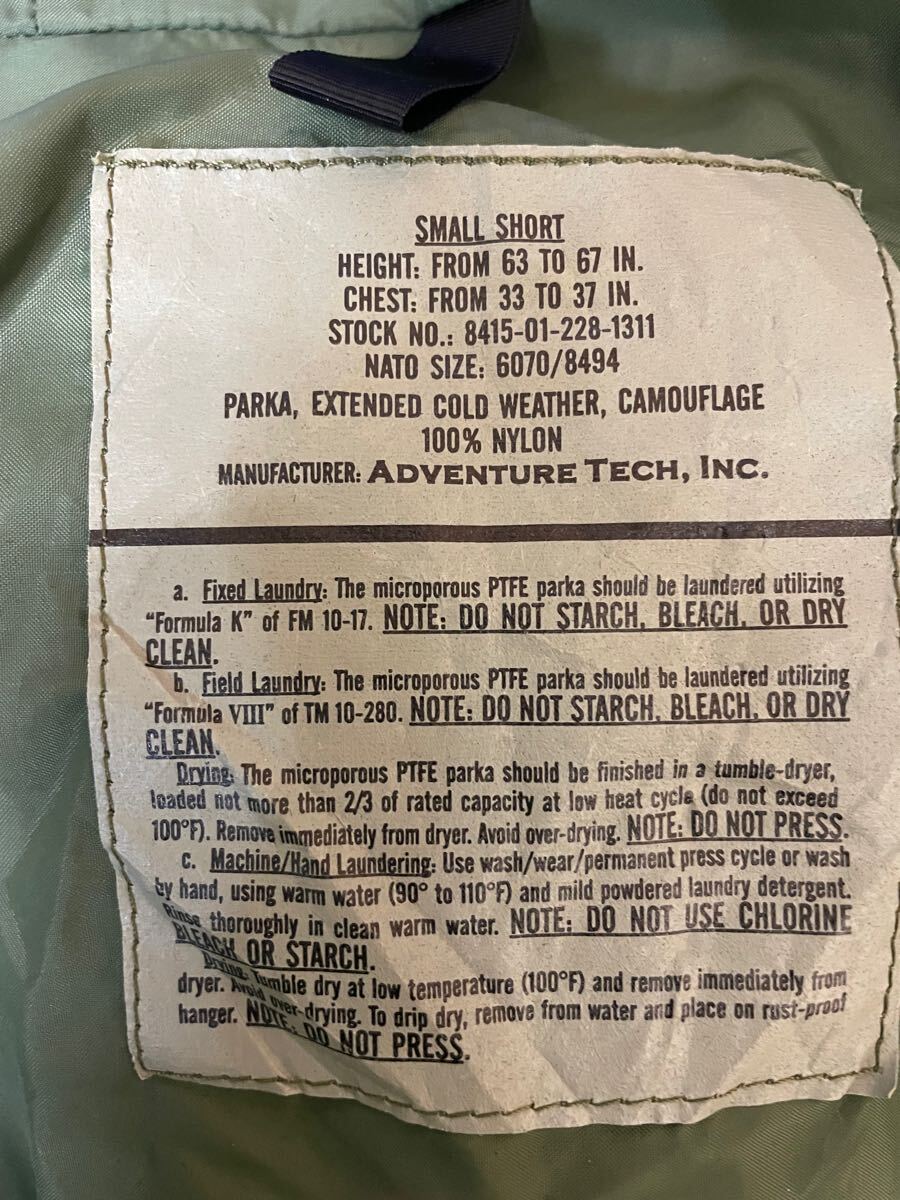 SMALL SHORT
HEIGHT: FROM 63 TO 67 IN.
CHEST: FROM 33 TO 37 IN.
STOCK NO.: 8415-01-228-1311
NATO SIZE: 6070/8494
PARKA, EXTENDED COLD WEATHER, CAMOUFLAGE
100% NYLON
MANUFACTURER: ADVENTURE TECH, INC.
a. Fixed Laundry: The microporous PTFE parka should be laundered utilizing
"Formula K" of FM 10-17. NOTE: DO NOT STARCH, BLEACH, OR DRY
CLEAN.
b. Field Laundry: The microporous PTFE parka should be laundered utilizing
"Formula VIII" of TM 10-280. NOTE: DO NOT STARCH, BLEACH, OR DRY
CLEAN.
Drying: The microporous PTFE parka should be finished in a tumble-dryer,
loaded not more than 2/3 of rated capacity at low heat cycle (do not exceed
100°F). Remove immediately from dryer. Avoid over-drying. NOTE: DO NOT PRESS.
c. Machine/Hand Laundering: Use wash/wear/permanent press cycle or wash
by hand, using warm water (90° to 110°F) and mild powdered laundry detergent.
Rinse thoroughly in clean warm water. NOTE: DO NOT USE CHLORINE
BLEACH OR STARCH.
Drying: Tumble dry at low temperature (100°F) and remove immediately from
dryer. Avoid over-drying. To drip dry, remove from water and place on rust-proof
hanger. NOTE: DO NOT PRESS.